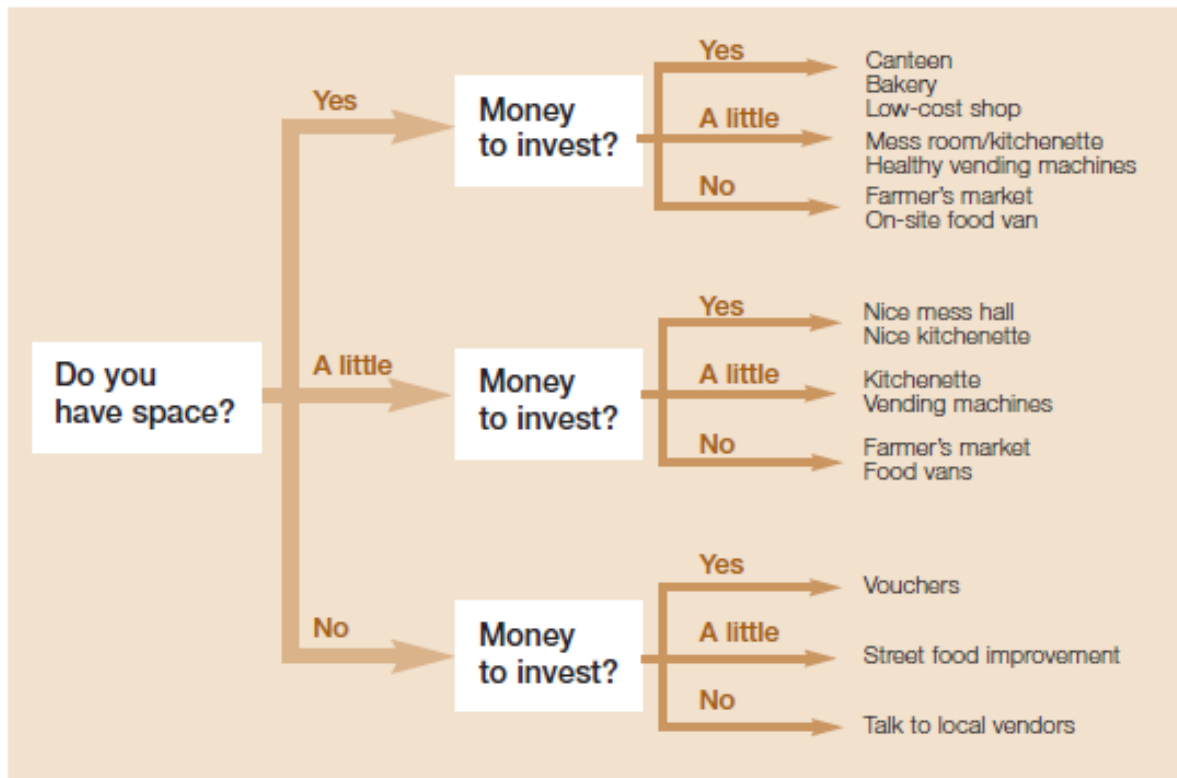 Do you
have space?
Yes
Money
to invest?
Yes
Canteen
Bakery
Low-cost shop
A little
Mess room/kitchenette
Healthy vending machines
No
Farmer's market
On-site food van
A little
Money
to invest?
Yes
Nice mess hall
Nice kitchenette
A little
Kitchenette
Vending machines
No
Farmer's market
Food vans
No
Money
to invest?
Yes
Vouchers
A little
Street food improvement
No
Talk to local vendors